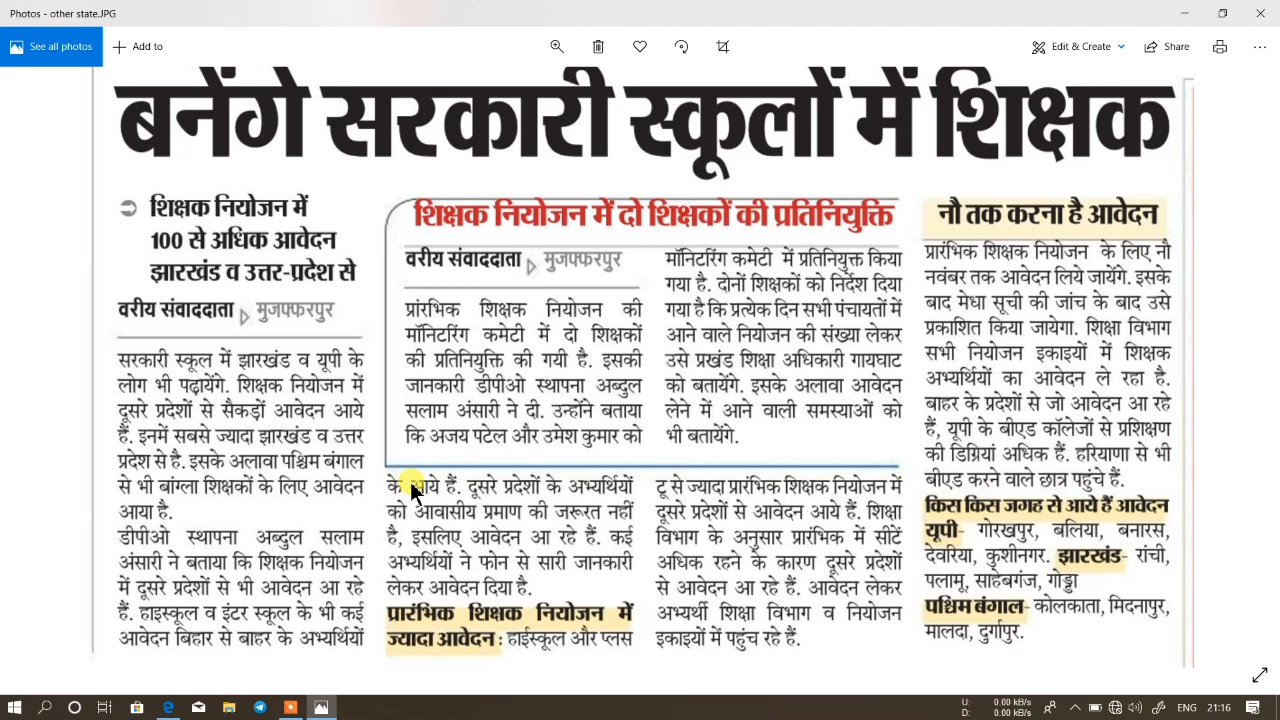 Photos - other state.JPG
See all photos
Add to
Edit & Create
Share
बनेंगे सरकारी स्कूलों में शिक्षक
शिक्षक नियोजन में
100 से अधिक आवेदन
झारखंड व उत्तर-प्रदेश से
वरीय संवाददाता मुजफ्फरपुर
सरकारी स्कूल में झारखंड व यूपी के
लोग भी पढ़ायेंगे. शिक्षक नियोजन में
दूसरे प्रदेशों से सैकड़ों आवेदन आये
हैं. इनमें सबसे ज्यादा झारखंड व उत्तर
प्रदेश से है. इसके अलावा पश्चिम बंगाल
से भी बांग्ला शिक्षकों के लिए आवेदन
आया है.
डीपीओ स्थापना अब्दुल सलाम
अंसारी ने बताया कि शिक्षक नियोजन
में दूसरे प्रदेशों से भी आवेदन आ रहे
हैं. हाइस्कूल व इंटर स्कूल के भी कई
आवेदन बिहार से बाहर के अभ्यर्थियों
शिक्षक नियोजन में दो शिक्षकों की प्रतिनियुक्ति
वरीय संवाददाता मुजफ्फरपुर
प्रांरभिक शिक्षक नियोजन की
मॉनिटरिंग कमेटी में दो शिक्षकों
की प्रतिनियुक्ति की गयी है. इसकी
जानकारी डीपीओ स्थापना अब्दुल
सलाम अंसारी ने दी. उन्होंने बताया
कि अजय पटेल और उमेश कुमार को
मॉनिटरिंग कमेटी में प्रतिनियुक्त किया
गया है. दोनों शिक्षकों को निर्देश दिया
गया है कि प्रत्येक दिन सभी पंचायतों में
आने वाले नियोजन की संख्या लेकर
उसे प्रखंड शिक्षा अधिकारी गायघाट
को बतायेंगे. इसके अलावा आवेदन
लेने में आने वाली समस्याओं को
भी बतायेंगे.
के आये हैं. दूसरे प्रदेशों के अभ्यर्थियों
को आवासीय प्रमाण की जरूरत नहीं
है, इसलिए आवेदन आ रहे हैं. कई
अभ्यर्थियों ने फोन से सारी जानकारी
लेकर आवेदन दिया है.
प्रारंभिक शिक्षक नियोजन में
ज्यादा आवेदन : हाईस्कूल और प्लस
टू से ज्यादा प्रारंभिक शिक्षक नियोजन में
दूसरे प्रदेशों से आवेदन आये हैं. शिक्षा
विभाग के अनुसार प्रारंभिक में सीटें
अधिक रहने के कारण दूसरे प्रदेशों
से आवेदन आ रहे हैं. आवेदन लेकर
अभ्यर्थी शिक्षा विभाग व नियोजन
इकाइयों में पहुंच रहे हैं.
नौ तक करना है आवेदन
प्रारंभिक शिक्षक नियोजन के लिए नौ
नवंबर तक आवेदन लिये जायेंगे. इसके
बाद मेधा सूची की जांच के बाद उसे
प्रकाशित किया जायेगा. शिक्षा विभाग
सभी नियोजन इकाइयों में शिक्षक
अभ्यर्थियों का आवेदन ले रहा है.
बाहर के प्रदेशों से जो आवेदन आ रहे
हैं, यूपी के बीएड कॉलेजों से प्रशिक्षण
की डिग्रियां अधिक हैं. हरियाणा से भी
बीएड करने वाले छात्र पहुंचे हैं.
किस किस जगह से आये हैं आवेदन
यूपी- गोरखपुर, बलिया, बनारस,
देवरिया, कुशीनगर. झारखंड- रांची,
पलामू, साहेबगंज, गोड्डा
पश्चिम बंगाल- कोलकाता, मिदनापुर,
मालदा, दुर्गापुर.
U: 0.00 kB/s
D: 0.00 kB/s
ENG
21:16